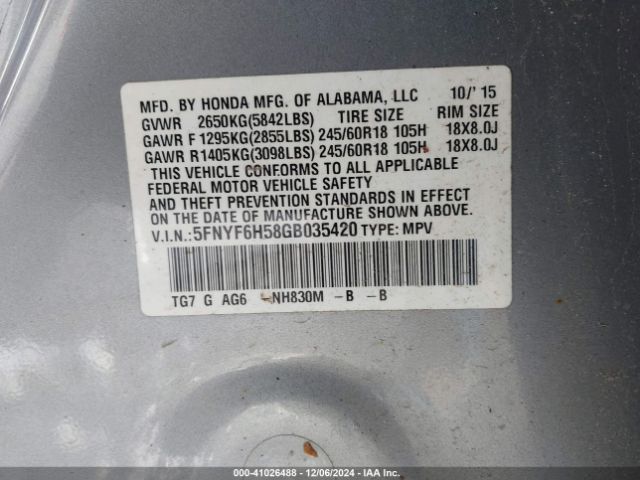 MFD. BY HONDA MFG. OF ALABAMA, LLC 10/' 15
GVWR 2650KG(5842LBS) TIRE SIZE RIM SIZE
GAWR F 1295KG(2855LBS) 245/60R18 105H 18X8.0J
GAWR R1405KG(3098LBS) 245/60R18 105H 18X8.0J
THIS VEHICLE CONFORMS TO ALL APPLICABLE
FEDERAL MOTOR VEHICLE SAFETY
AND THEFT PREVENTION STANDARDS IN EFFECT
ON THE DATE OF MANUFACTURE SHOWN ABOVE.
V.I.N.:5FNYF6H58GB035420 TYPE: MPV
TG7 G AG6 -NH830M -B -B
000-41026488 - 12/06/2024 - IAA Inc.